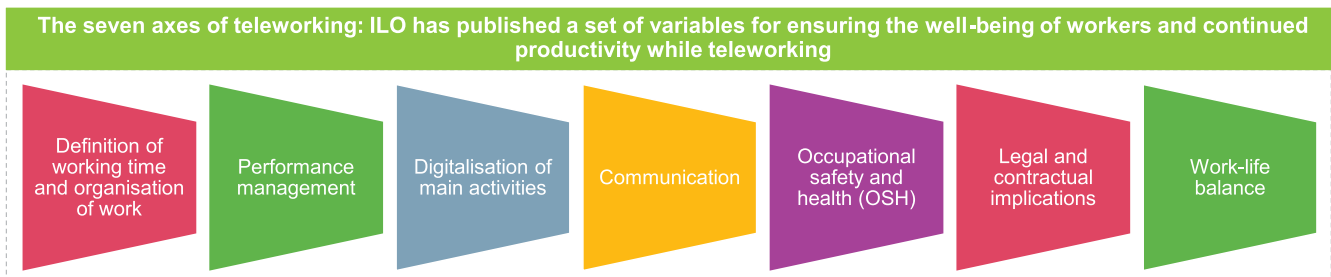 The seven axes of teleworking: ILO has published a set of variables for ensuring the well-being of workers and continued
productivity while teleworking
Definition of
working time
and organisation
of work
Performance
management
Digitalisation of
main activities
Communication
Occupational
safety and
health (OSH)
Legal and
contractual
implications
Work-life
balance